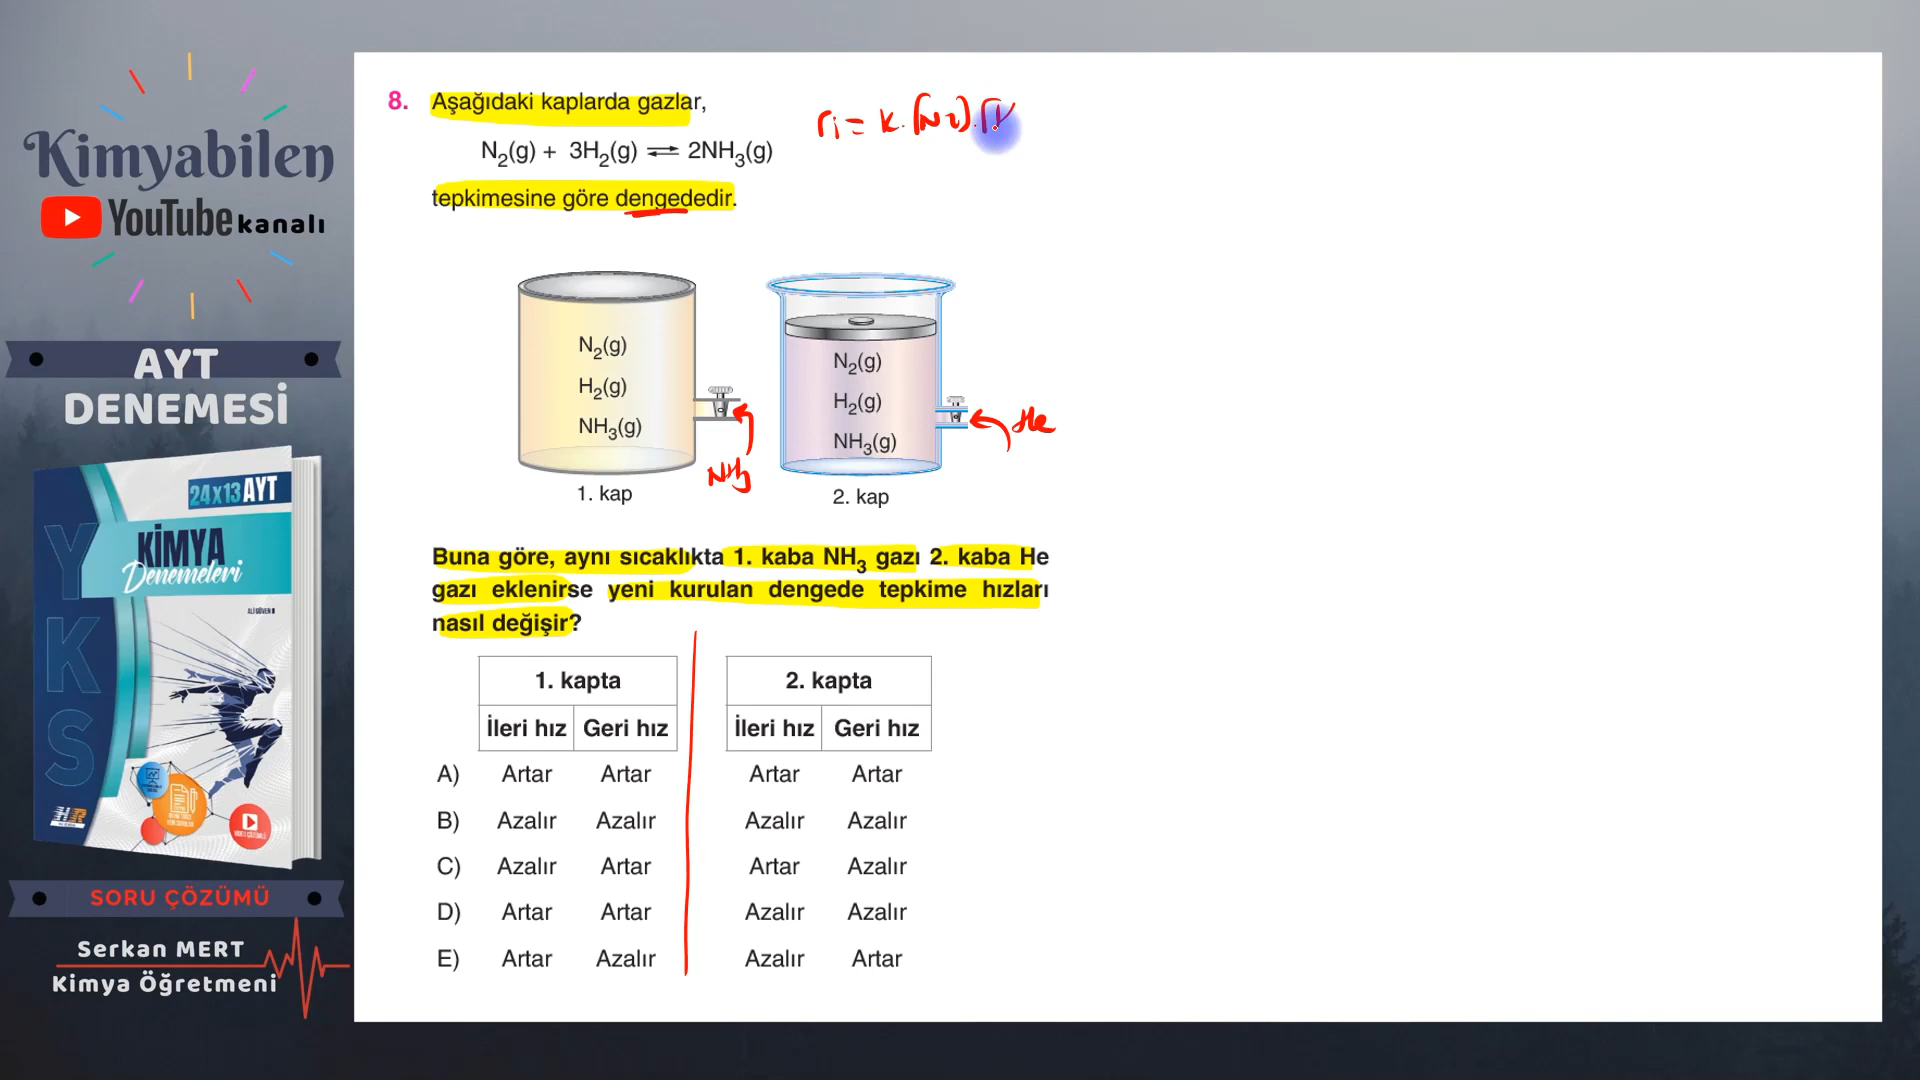 Kimyabilen
YouTube kanalı
AYT
DENEMESİ
24x13 AYT
KİMYA
Denemeleri
ALİ GÜVEN
YKS
SORU ÇÖZÜMÜ
Serkan MERT
Kimya Öğretmeni
8. Aşağıdaki kaplarda gazlar,
N2(g) + 3H2(g) ⇌ 2NH3(g)
tepkimesine göre dengededir.
ri = k.[N2].[
N2(g)
H2(g)
NH3(g)
1. kap
NH3
N2(g)
H2(g)
NH3(g)
2. kap
He
Buna göre, aynı sıcaklıkta 1. kaba NH3 gazı 2. kaba He
gazı eklenirse yeni kurulan dengede tepkime hızları
nasıl değişir?
1. kapta 2. kapta
İleri hız Geri hız İleri hız Geri hız
A) Artar Artar Artar Artar
B) Azalır Azalır Azalır Azalır
C) Azalır Artar Artar Azalır
D) Artar Artar Azalır Azalır
E) Artar Azalır Azalır Artar